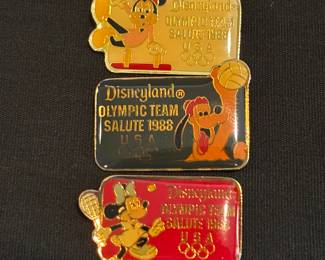 Disneyland
OLYMPIC TEAM
SALUTE 1988
USA
Disneyland®
OLYMPIC TEAM
SALUTE 1988
USA
Disneyland
OLYMPIC TEAM
SALUTE 1988
USA